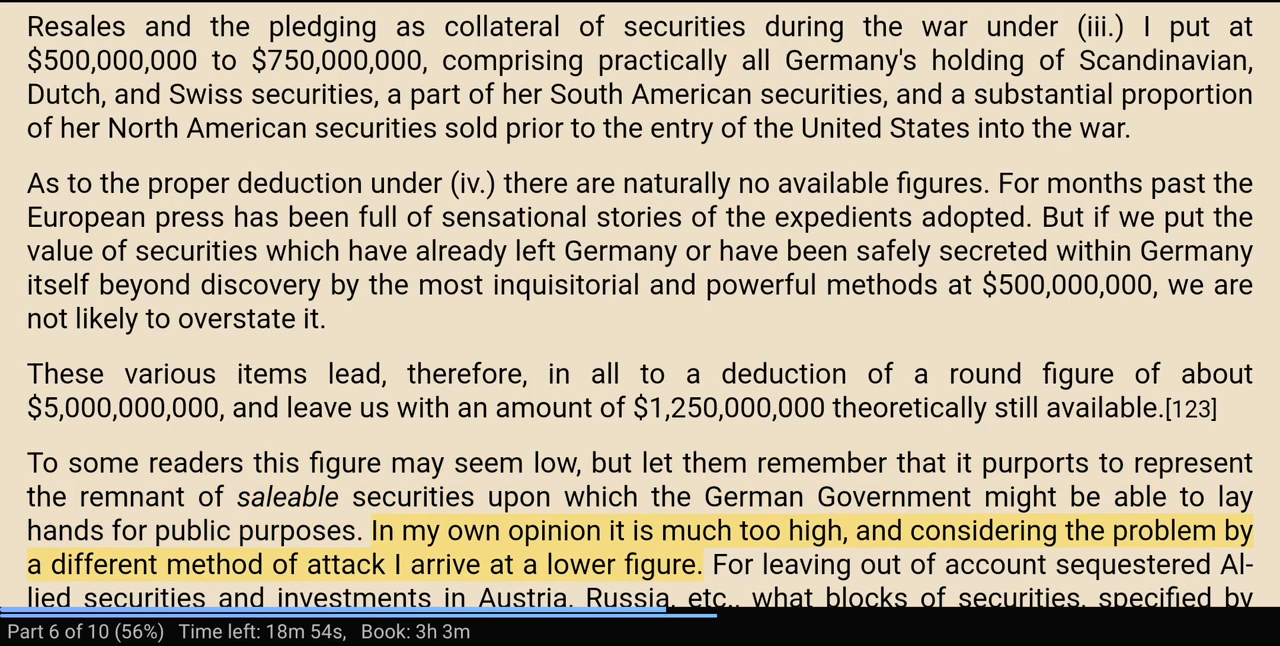 Resales and the pledging as collateral of securities during the war under (iii.) I put at
$500,000,000 to $750,000,000, comprising practically all Germany's holding of Scandinavian,
Dutch, and Swiss securities, a part of her South American securities, and a substantial proportion
of her North American securities sold prior to the entry of the United States into the war.
As to the proper deduction under (iv.) there are naturally no available figures. For months past the
European press has been full of sensational stories of the expedients adopted. But if we put the
value of securities which have already left Germany or have been safely secreted within Germany
itself beyond discovery by the most inquisitorial and powerful methods at $500,000,000, we are
not likely to overstate it.
These various items lead, therefore, in all to a deduction of a round figure of about
$5,000,000,000, and leave us with an amount of $1,250,000,000 theoretically still available.[123]
To some readers this figure may seem low, but let them remember that it purports to represent
the remnant of saleable securities upon which the German Government might be able to lay
hands for public purposes. In my own opinion it is much too high, and considering the problem by
a different method of attack I arrive at a lower figure. For leaving out of account sequestered Al-
lied securities and investments in Austria, Russia, etc., what blocks of securities, specified by
Part 6 of 10 (56%) Time left: 18m 54s, Book: 3h 3m